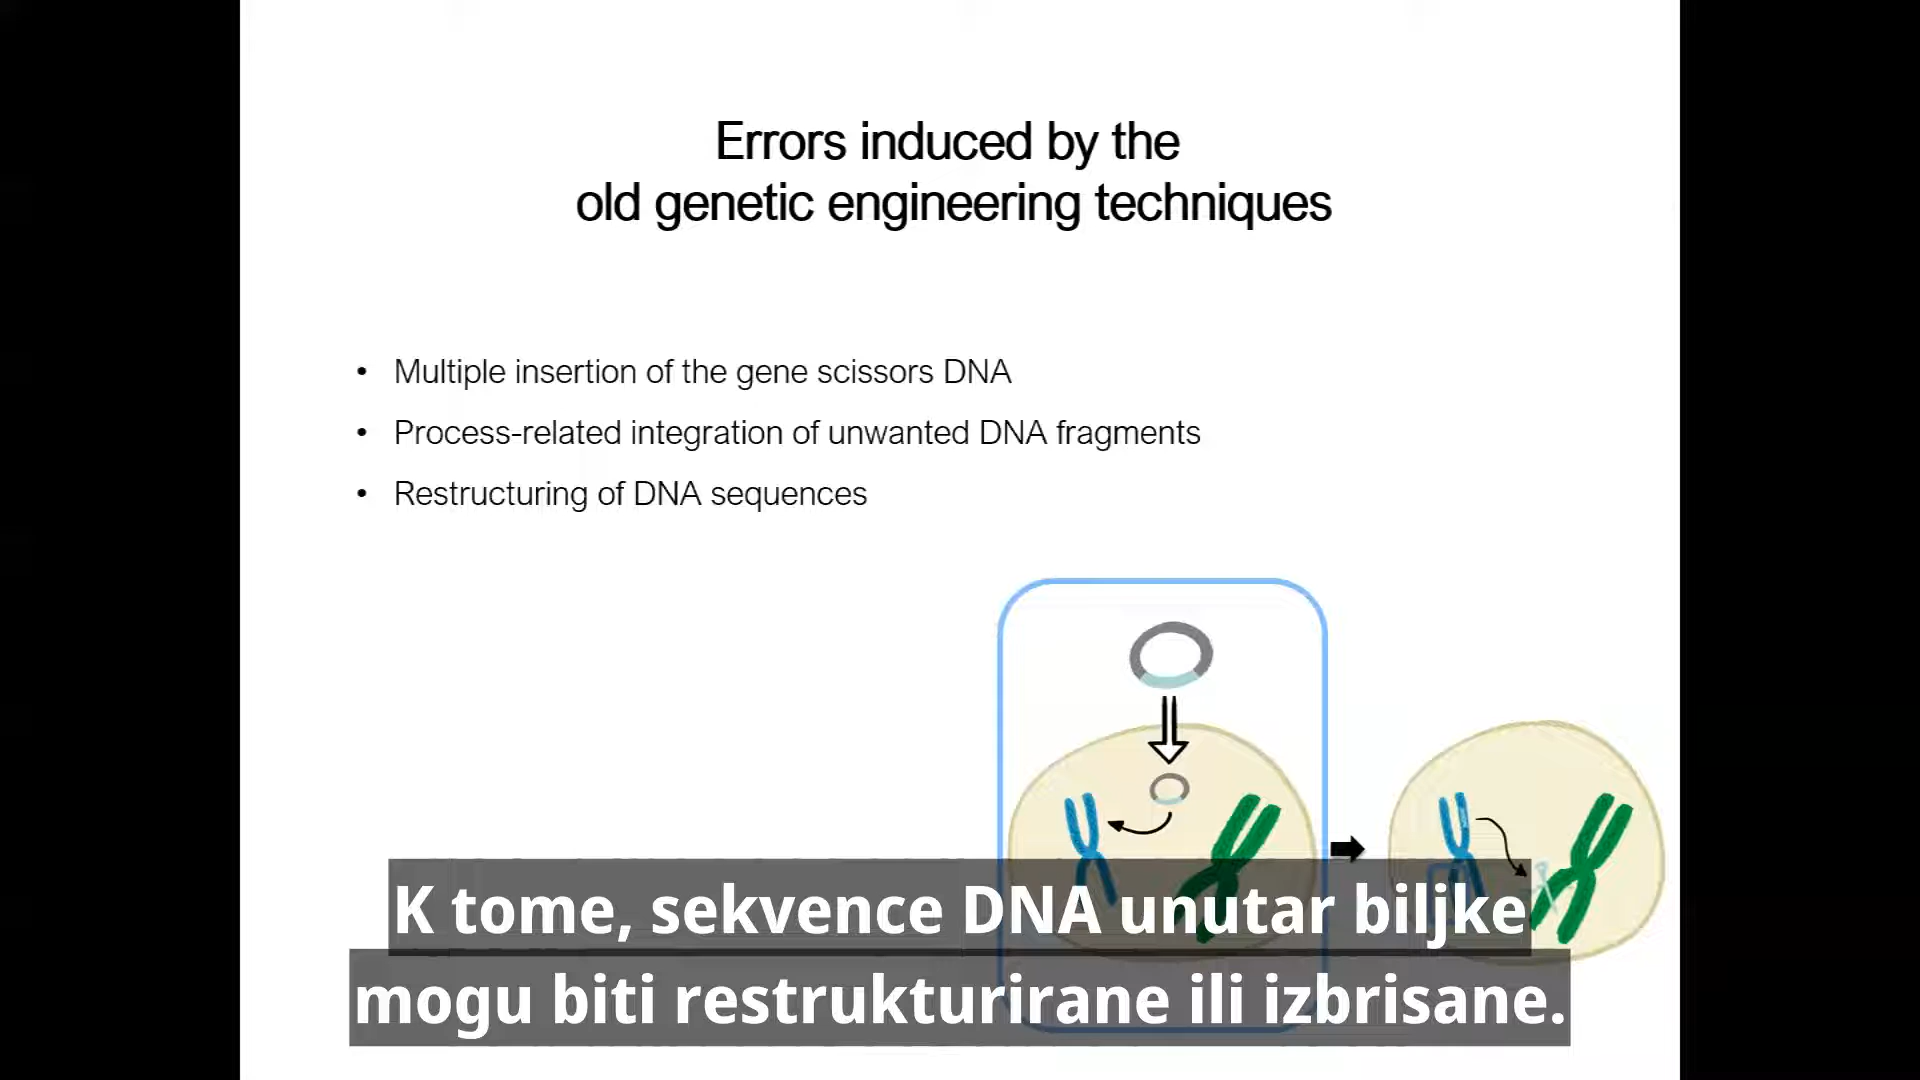 Errors induced by the
old genetic engineering techniques
• Multiple insertion of the gene scissors DNA
• Process-related integration of unwanted DNA fragments
• Restructuring of DNA sequences
K tome, sekvence DNA unutar biljke
mogu biti restrukturirane ili izbrisane.